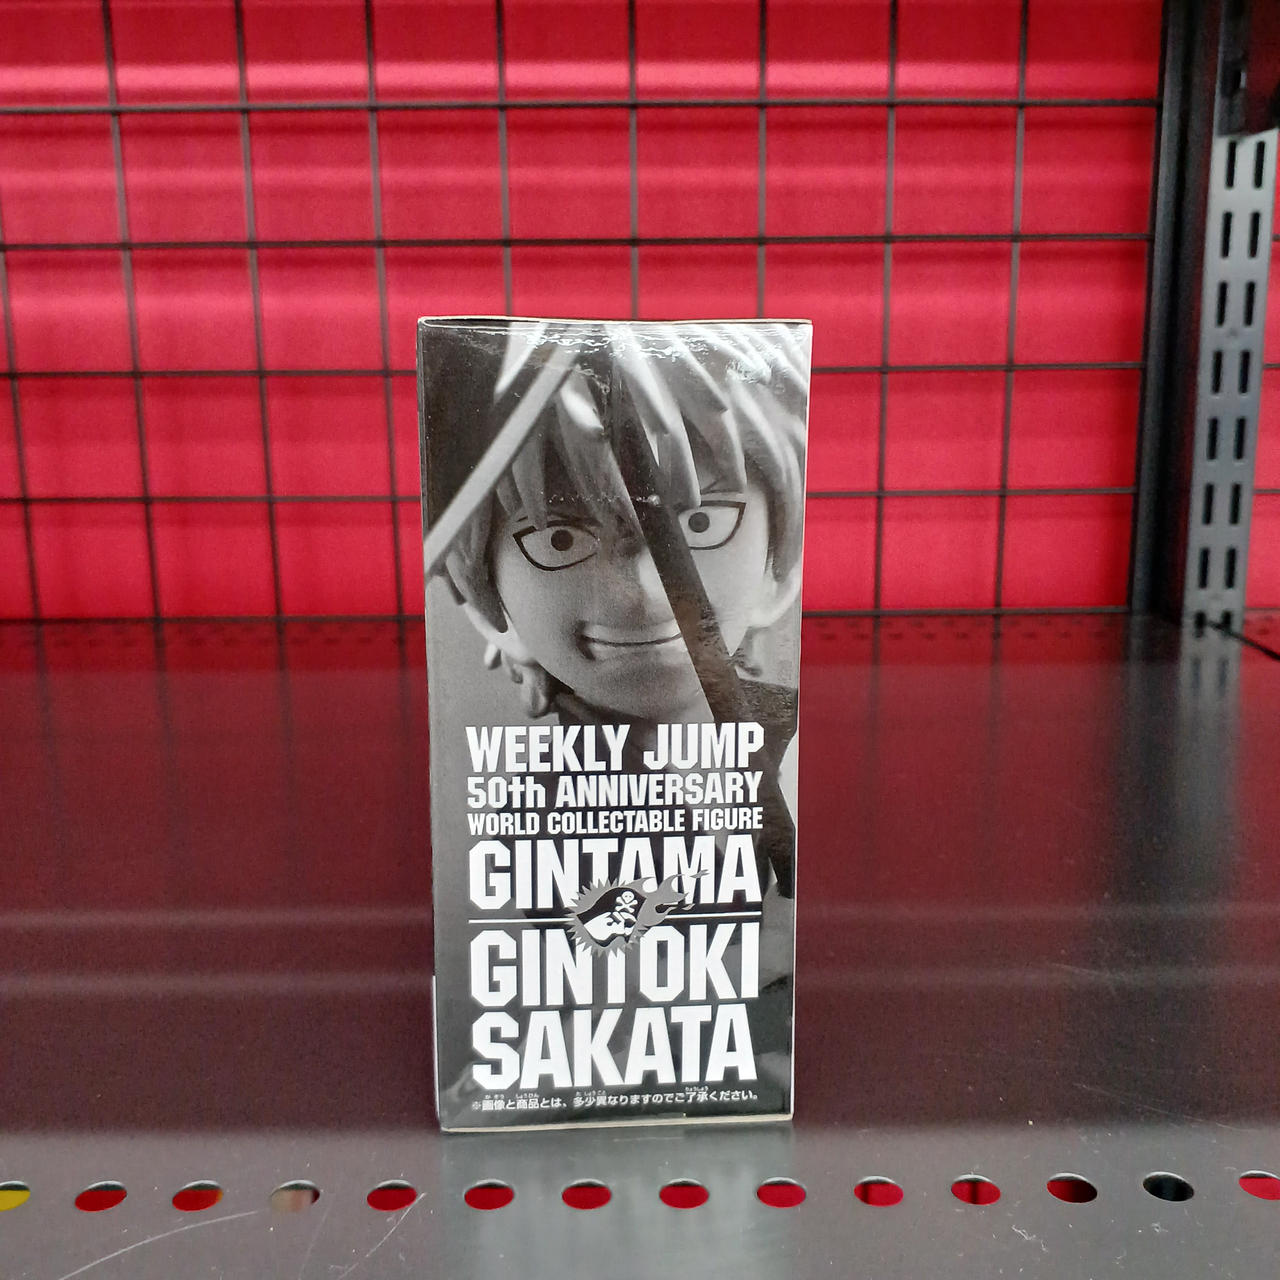 WEEKLY JUMP
50th ANNIVERSARY
WORLD COLLECTABLE FIGURE
GINTAMA
GINTOKI
SAKATA
※画像と商品とは、多少異なりますのでご了承ください。